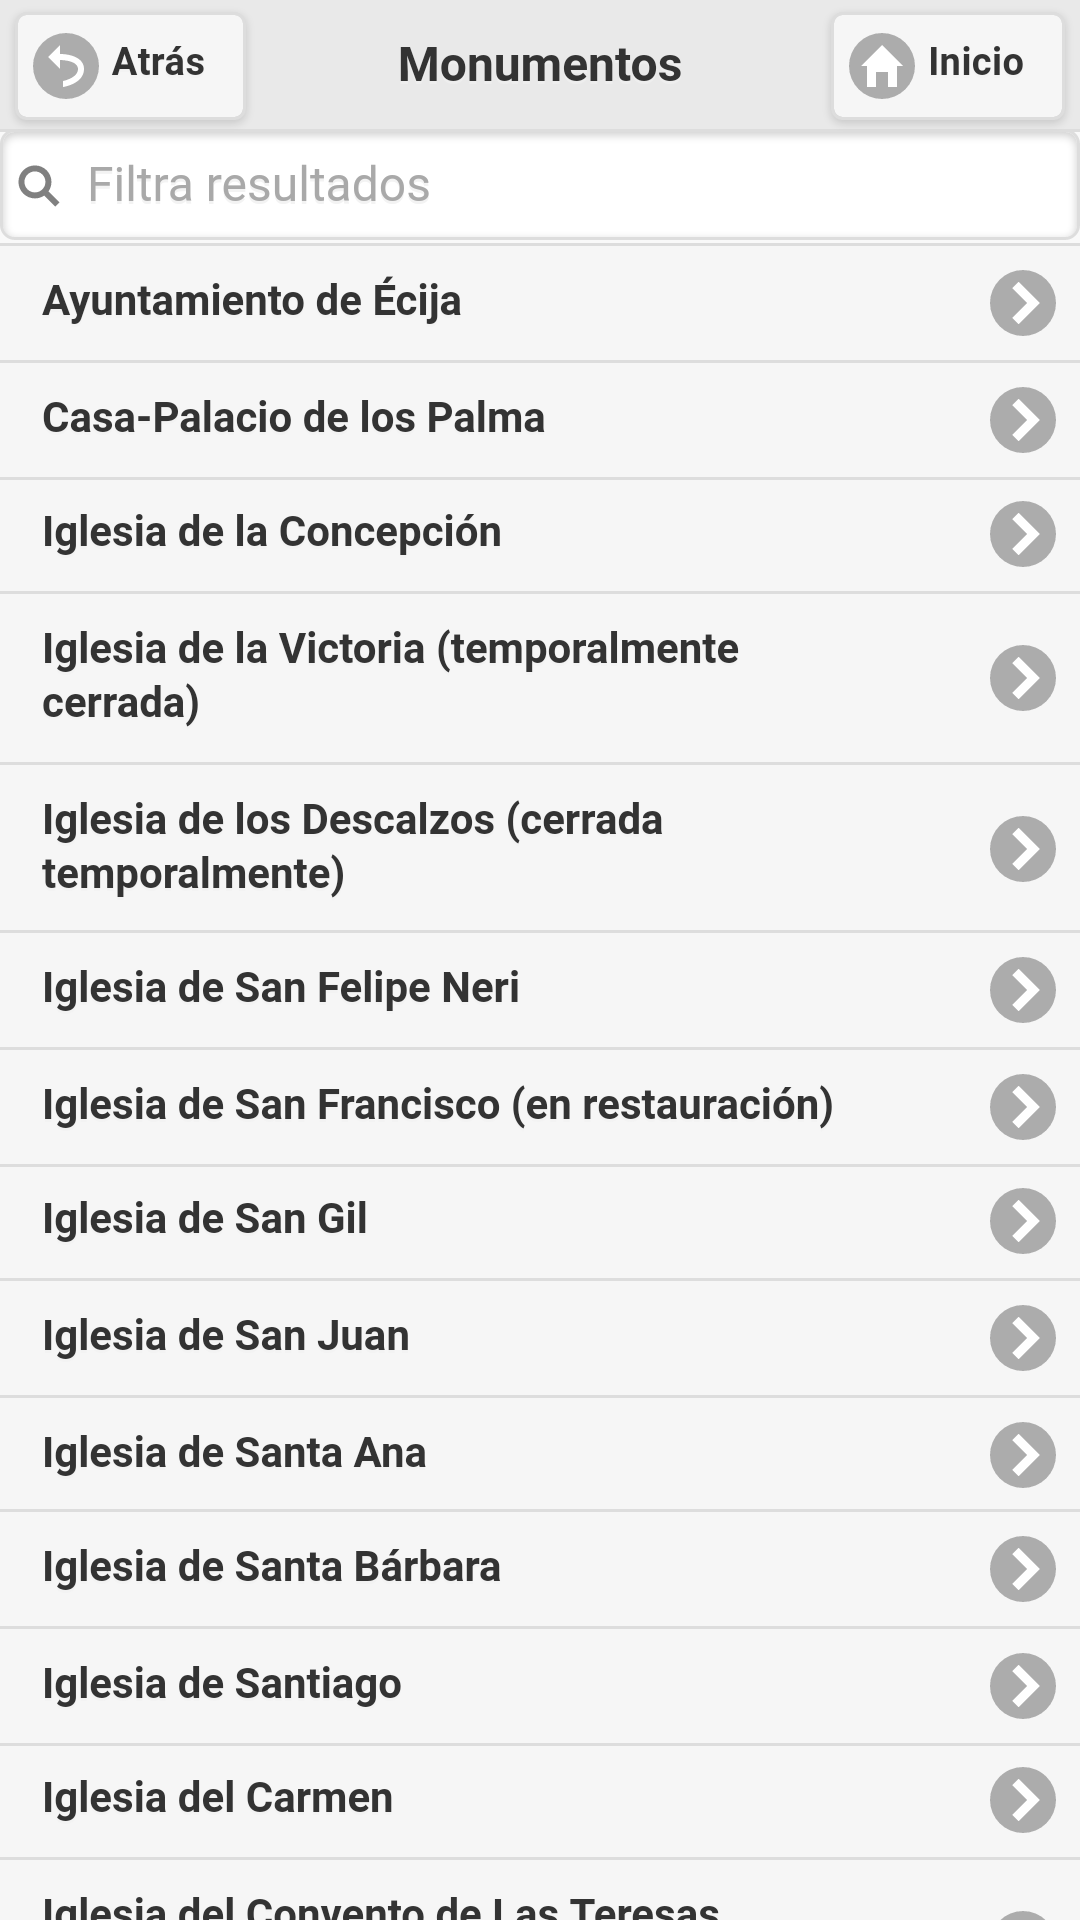 Atrás
Monumentos
Inicio
Filtra resultados
Ayuntamiento de Écija
Casa-Palacio de los Palma
Iglesia de la Concepción
Iglesia de la Victoria (temporalmente
cerrada)
Iglesia de los Descalzos (cerrada
temporalmente)
Iglesia de San Felipe Neri
Iglesia de San Francisco (en restauración)
Iglesia de San Gil
Iglesia de San Juan
Iglesia de Santa Ana
Iglesia de Santa Bárbara
Iglesia de Santiago
Iglesia del Carmen
Iglesia del Convento de Las Teresas